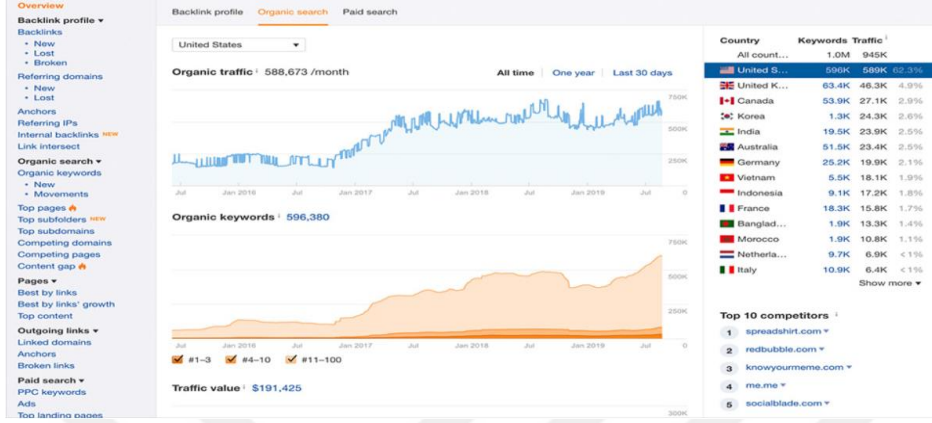 Overview
Backlink profile ▾
Backlinks
• New
• Lost
• Broken
Referring domains
• New
• Lost
Anchors
Referring IPs
Internal backlinks NEW
Link intersect
Organic search ▾
Organic keywords
• New
• Movements
Top pages
Top subfolders NEW
Top subdomains
Competing domains
Competing pages
Content gap
Pages ▾
Best by links
Best by links' growth
Top content
Outgoing links ▾
Linked domains
Anchors
Broken links
Paid search ▾
PPC keywords
Ads
Top landing pages
Backlink profile Organic search Paid search
United States ▾
Organic traffic i 588,673 /month All time One year Last 30 days
750K
500K
250K
Jul Jan 2016 Jul Jan 2017 Jul Jan 2018 Jul Jan 2019 Jul 0
Organic keywords i 596,380
750K
500K
250K
Jul Jan 2016 Jul Jan 2017 Jul Jan 2018 Jul Jan 2019 Jul 0
#1–3 #4–10 #11–100
Traffic value i $191,425
300K
Country Keywords Traffic i
All count... 1.0M 945K
United S... 596K 589K 62.3%
United K... 63.4K 46.3K 4.9%
Canada 53.9K 27.1K 2.9%
Korea 1.3K 24.3K 2.6%
India 19.5K 23.9K 2.5%
Australia 51.5K 23.4K 2.5%
Germany 25.2K 19.9K 2.1%
Vietnam 5.5K 18.1K 1.9%
Indonesia 9.1K 17.2K 1.8%
France 18.3K 15.8K 1.7%
Banglad... 1.9K 13.3K 1.4%
Morocco 1.9K 10.8K 1.1%
Netherla... 9.7K 6.9K <1%
Italy 10.9K 6.4K <1%
Show more ▾
Top 10 competitors i
1 spreadshirt.com ▾
2 redbubble.com ▾
3 knowyourmeme.com ▾
4 me.me ▾
5 socialblade.com ▾